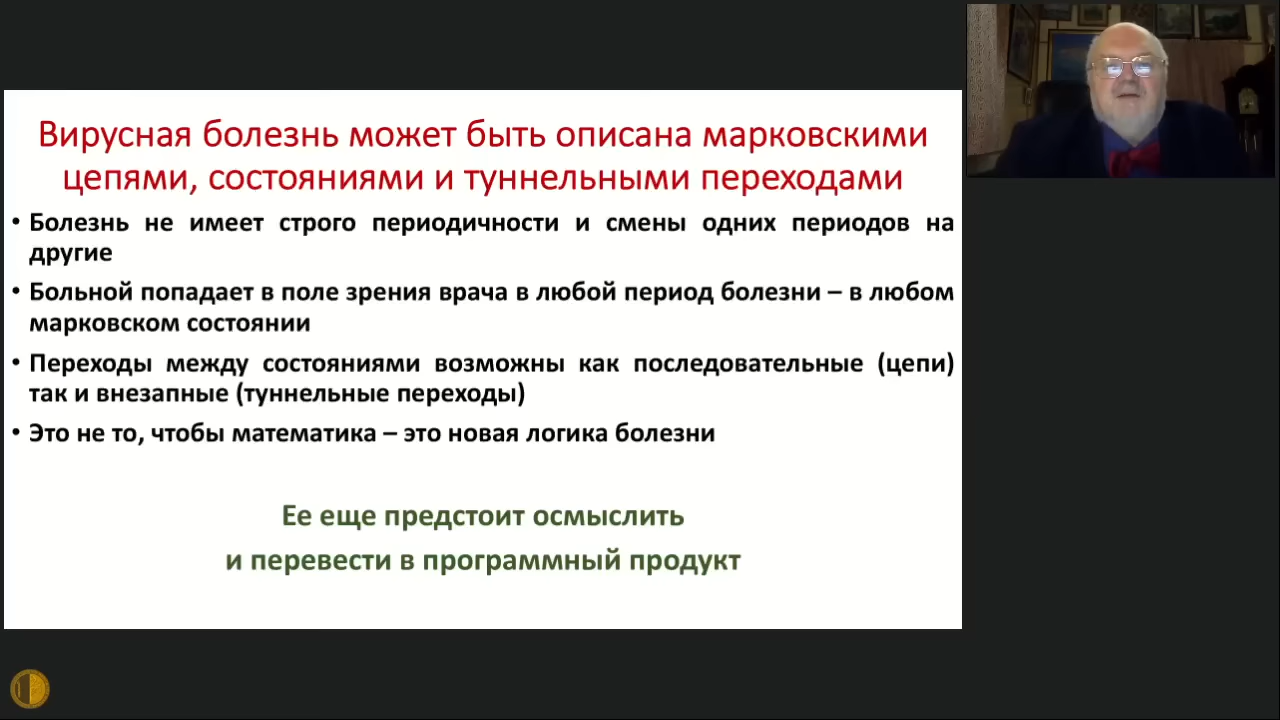 Вирусная болезнь может быть описана марковскими
цепями, состояниями и туннельными переходами
• Болезнь не имеет строго периодичности и смены одних периодов на
другие
• Больной попадает в поле зрения врача в любой период болезни – в любом
марковском состоянии
• Переходы между состояниями возможны как последовательные (цепи)
так и внезапные (туннельные переходы)
• Это не то, чтобы математика – это новая логика болезни
Ее еще предстоит осмыслить
и перевести в программный продукт